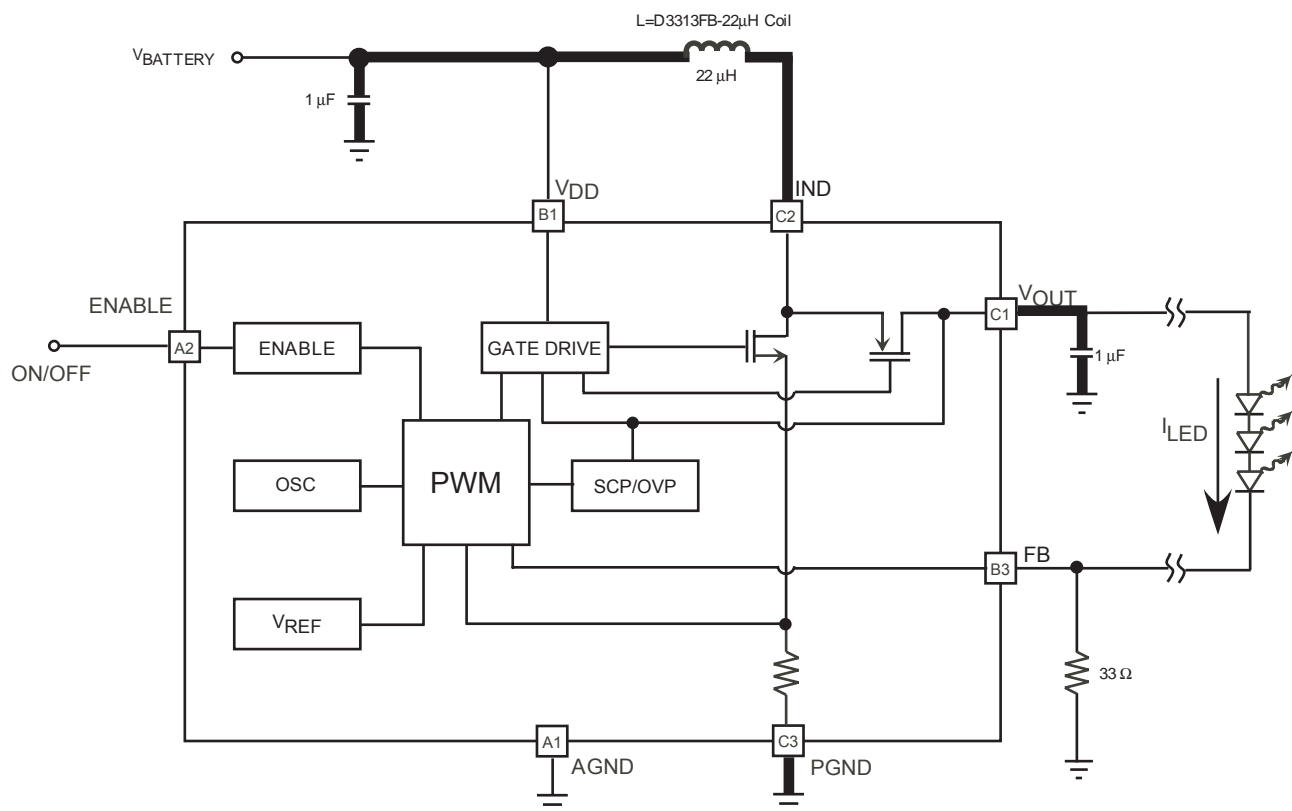 L=D3313FB-22μH Coil
VBATTERY
22 μH
1 μF
VDD
IND
B1
C2
ENABLE
VOUT
C1
A2
ENABLE
GATE DRIVE
1 μF
ON/OFF
ILED
OSC
PWM
SCP/OVP
FB
B3
VREF
33 Ω
A1
C3
AGND
PGND